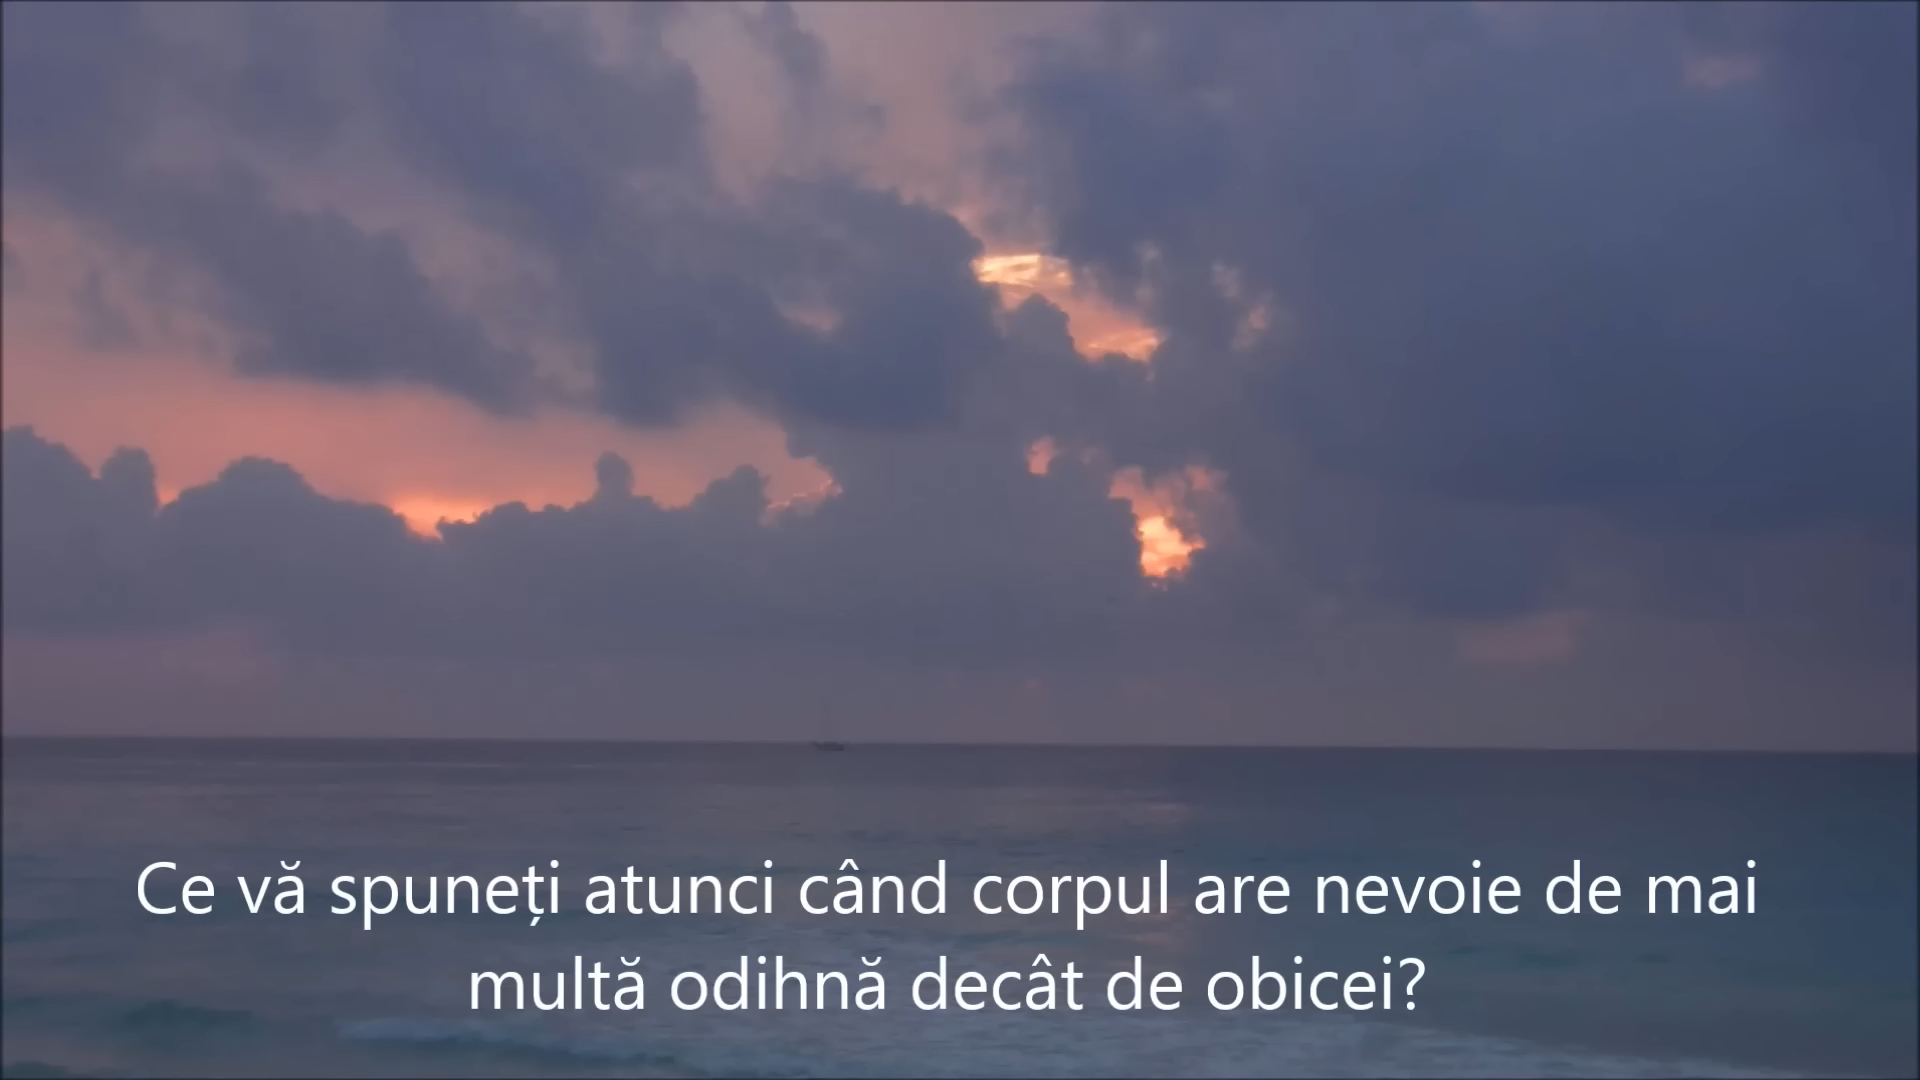 Ce vă spuneți atunci când corpul are nevoie de mai
multă odihnă decât de obicei?